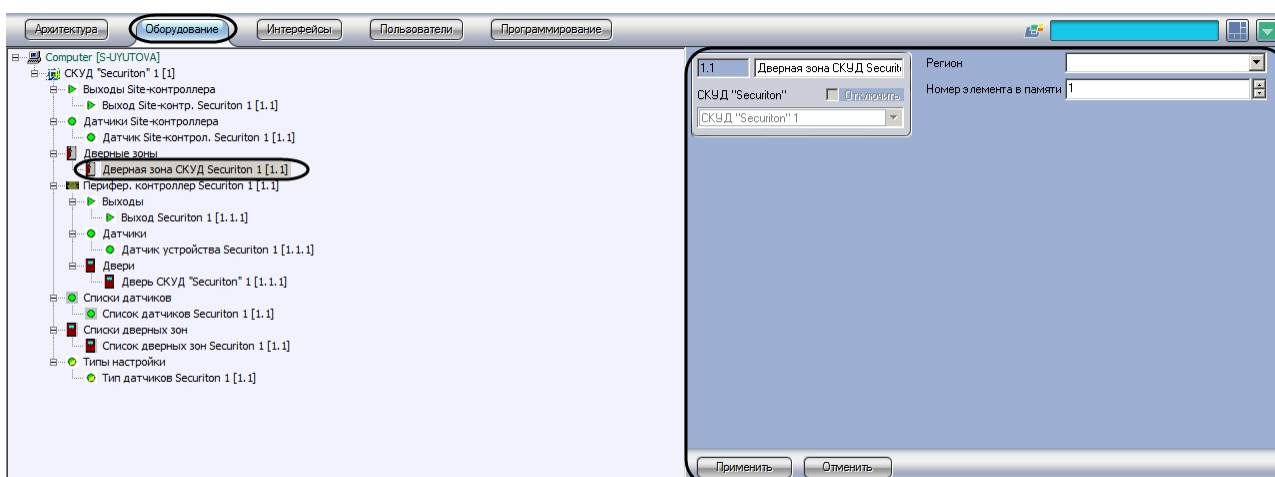 Архитектура Оборудование Интерфейсы Пользователи Программирование
Computer [S-UYUTOVA]
СКУД "Securiton" 1 [1]
Выходы Site-контроллера
Выход Site-контр. Securiton 1 [1.1]
Датчики Site-контроллера
Датчик Site-контрол. Securiton 1 [1.1]
Дверные зоны
Дверная зона СКУД Securiton 1 [1.1]
Перифер. контроллер Securiton 1 [1.1]
Выходы
Выход Securiton 1 [1.1.1]
Датчики
Датчик устройства Securiton 1 [1.1.1]
Двери
Дверь СКУД "Securiton" 1 [1.1.1]
Списки датчиков
Список датчиков Securiton 1 [1.1]
Списки дверных зон
Список дверных зон Securiton 1 [1.1]
Типы настройки
Тип датчиков Securiton 1 [1.1]
1.1 Дверная зона СКУД Securit
СКУД "Securiton" Отключить
СКУД "Securiton" 1
Регион
Номер элемента в памяти 1
Применить Отменить